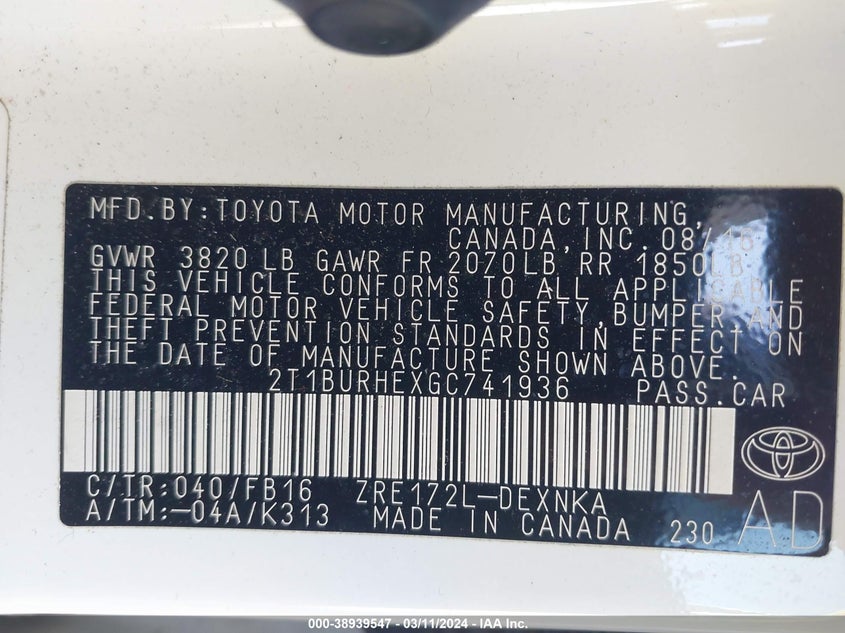 MFD.BY:TOYOTA MOTOR MANUFACTURING,
CANADA,INC. 08/15
GVWR 3820 LB GAWR FR 2070LB RR 1850LB
THIS VEHICLE CONFORMS TO ALL APPLICABLE
FEDERAL MOTOR VEHICLE SAFETY,BUMPER,AND
THEFT PREVENTION STANDARDS IN EFFECT ON
THE DATE OF MANUFACTURE SHOWN ABOVE.
2T1BURHEXGC741936 PASS.CAR
C/TR:040/FB16 ZRE172L-DEXNKA
A/TM:-04A/K313 MADE IN CANADA 230
AD
000-38939547 - 03/11/2024 - IAA Inc.